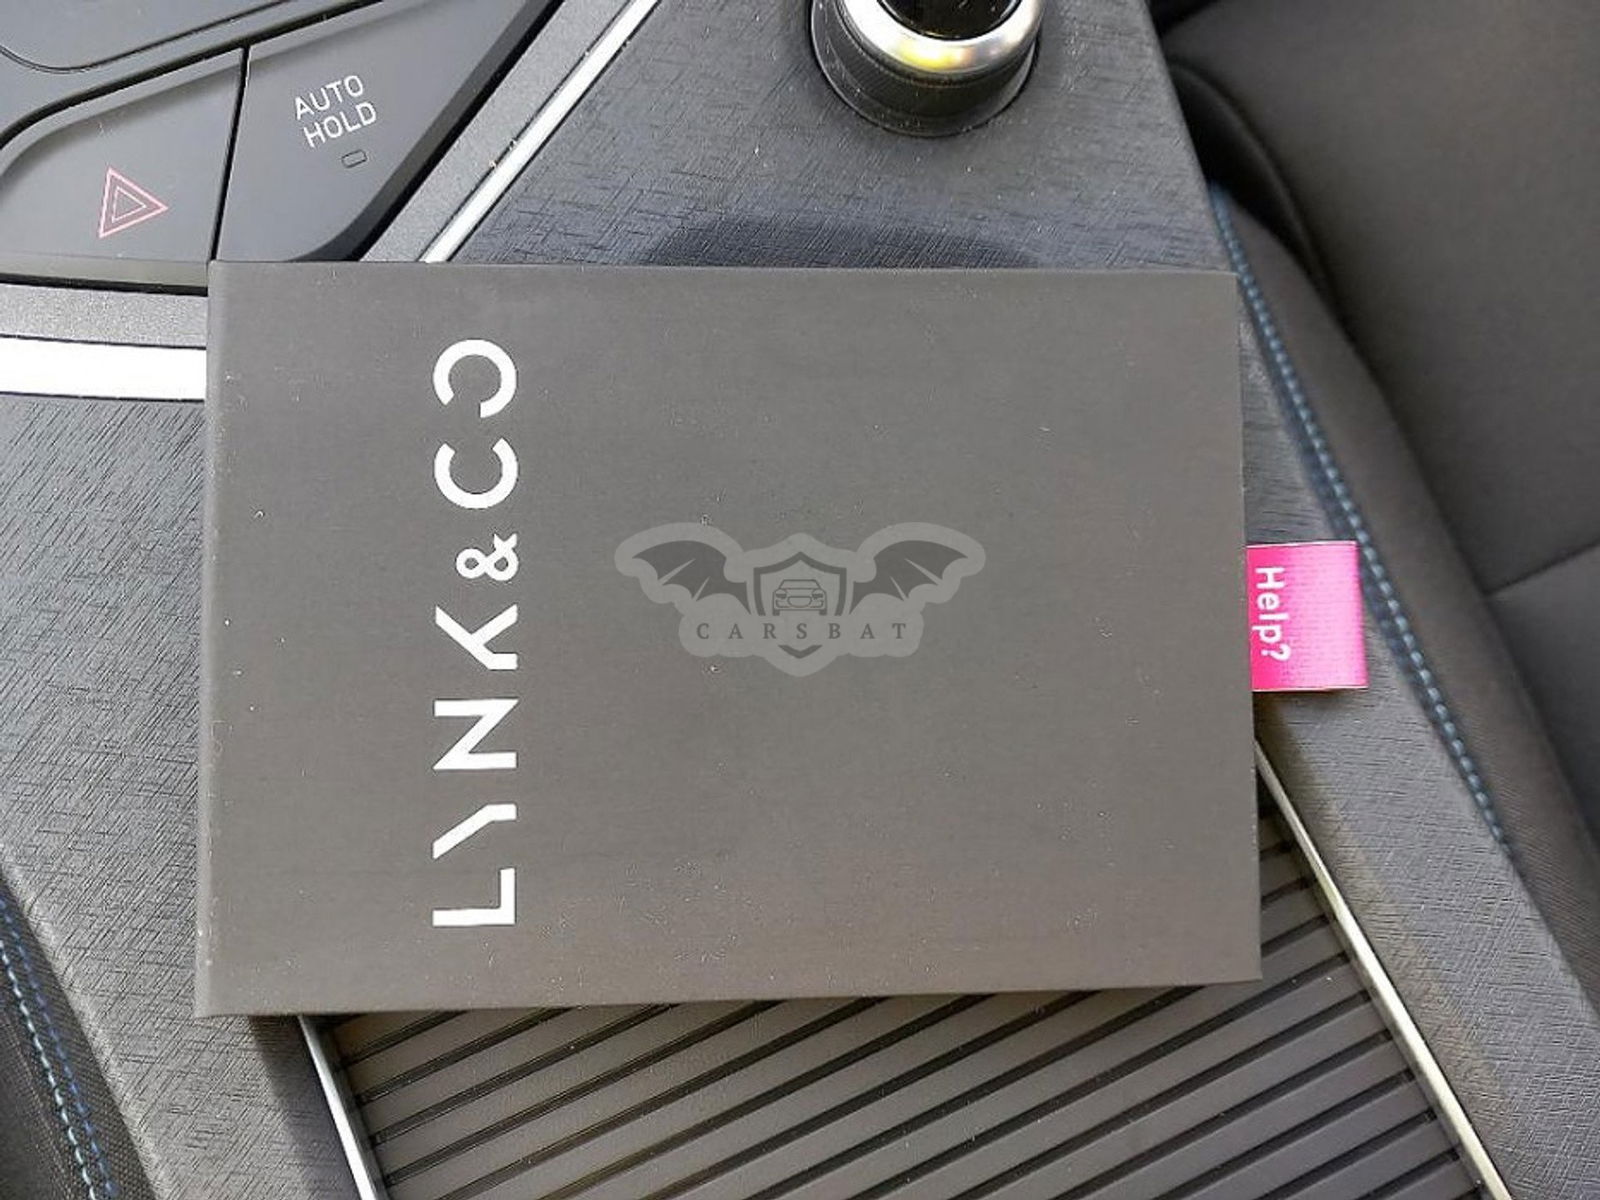 AUTO
HOLD
LYNK & CO
CARSBAT
Help?